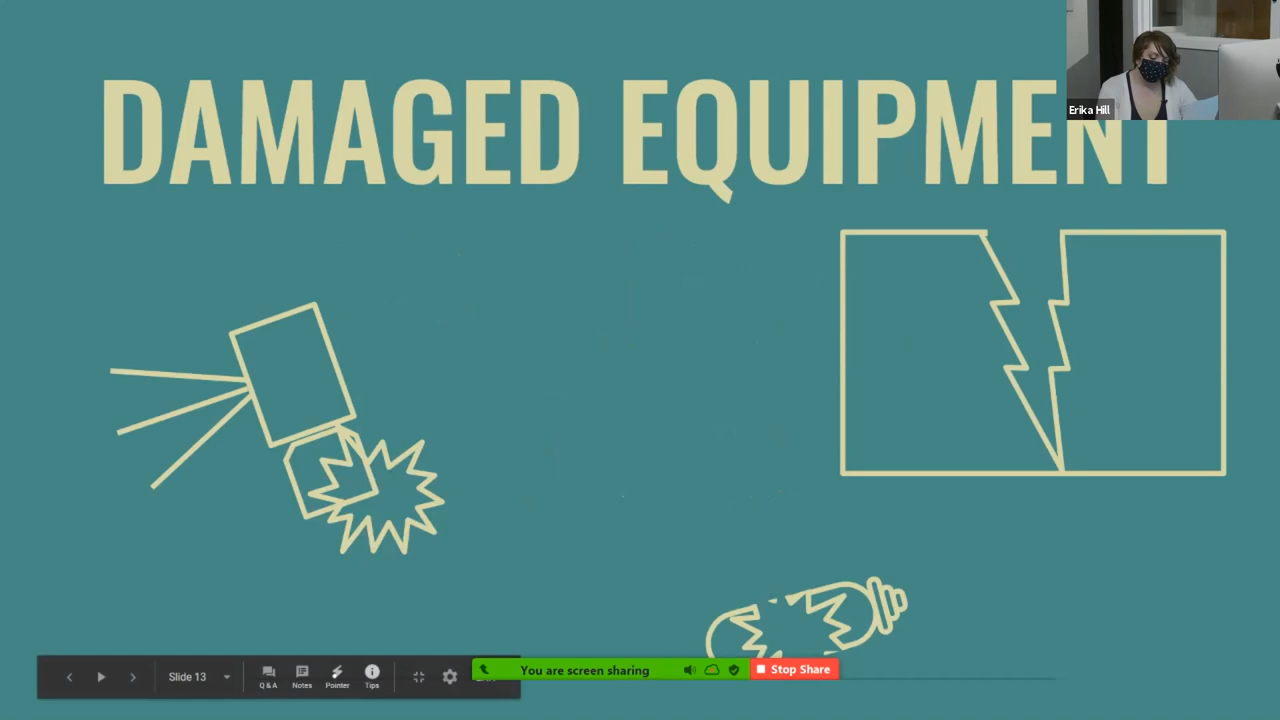 DAMAGED EQUIPMENT
Erika Hill
Slide 13
Q & A
Notes
Pointer
Tips
You are screen sharing
Stop Share